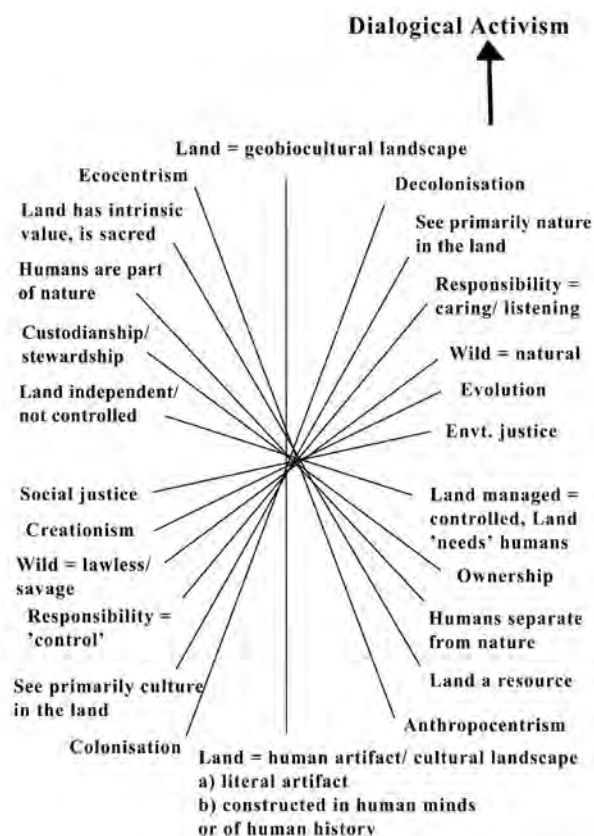 Dialogical Activism
Land = geobiocultural landscape
Ecocentrism
Decolonisation
Land has intrinsic
value, is sacred
See primarily nature
in the land
Humans are part
of nature
Responsibility =
caring/ listening
Custodianship/
stewardship
Wild = natural
Land independent/
not controlled
Evolution
Envt. justice
Social justice
Land managed =
controlled, Land
'needs' humans
Creationism
Wild = lawless/
savage
Ownership
Responsibility =
'control'
Humans separate
from nature
See primarily culture
in the land
Land a resource
Colonisation
Anthropocentrism
Land = human artifact/ cultural landscape
a) literal artifact
b) constructed in human minds
or of human history